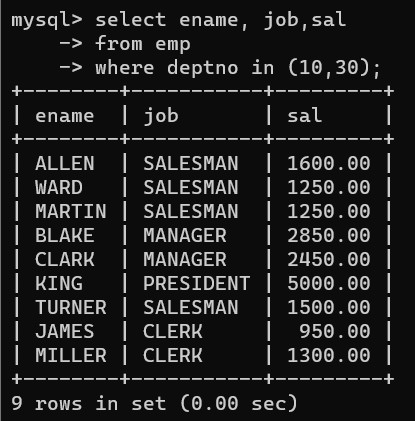 mysql> select ename, job,sal
    -> from emp
    -> where deptno in (10,30);
+--------+-----------+---------+
| ename  | job       | sal     |
+--------+-----------+---------+
| ALLEN  | SALESMAN  | 1600.00 |
| WARD   | SALESMAN  | 1250.00 |
| MARTIN | SALESMAN  | 1250.00 |
| BLAKE  | MANAGER   | 2850.00 |
| CLARK  | MANAGER   | 2450.00 |
| KING   | PRESIDENT | 5000.00 |
| TURNER | SALESMAN  | 1500.00 |
| JAMES  | CLERK     |  950.00 |
| MILLER | CLERK     | 1300.00 |
+--------+-----------+---------+
9 rows in set (0.00 sec)